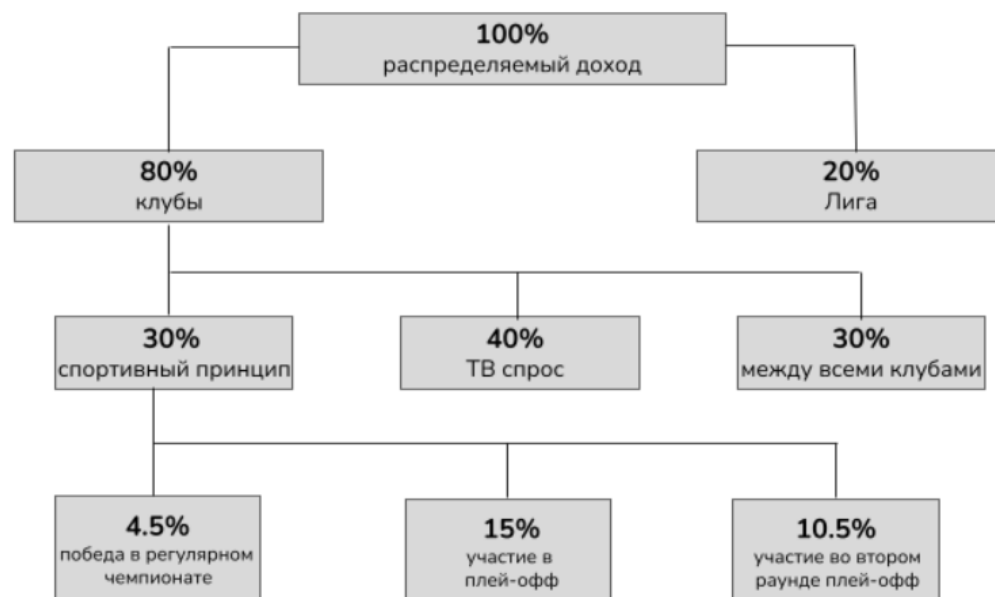 100%
распределяемый доход
80%
клубы
20%
Лига
30%
спортивный принцип
40%
ТВ спрос
30%
между всеми клубами
4.5%
победа в регулярном
чемпионате
15%
участие в
плей-офф
10.5%
участие во втором
раунде плей-офф